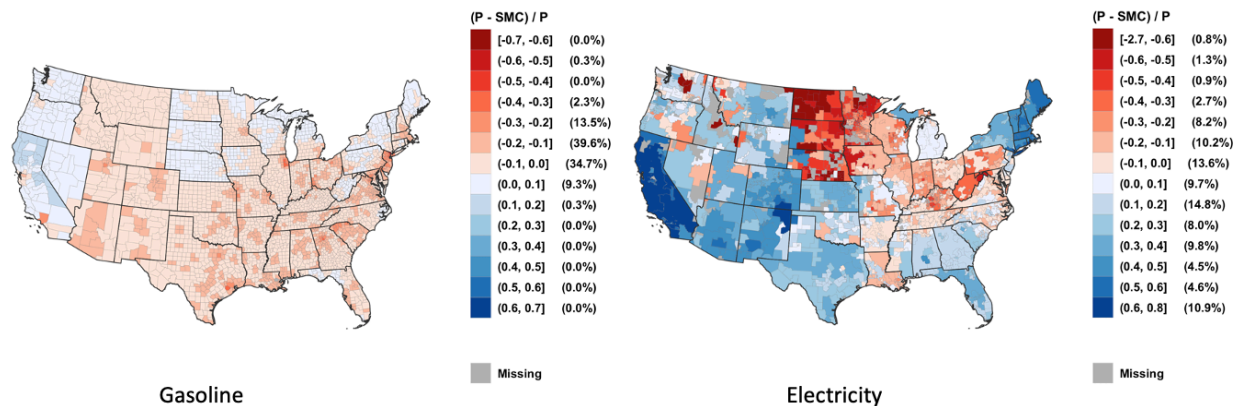 (P - SMC) / P
[-0.7, -0.6] (0.0%)
(-0.6, -0.5] (0.3%)
(-0.5, -0.4] (0.0%)
(-0.4, -0.3] (2.3%)
(-0.3, -0.2] (13.5%)
(-0.2, -0.1] (39.6%)
(-0.1, 0.0] (34.7%)
(0.0, 0.1] (9.3%)
(0.1, 0.2] (0.3%)
(0.2, 0.3] (0.0%)
(0.3, 0.4] (0.0%)
(0.4, 0.5] (0.0%)
(0.5, 0.6] (0.0%)
(0.6, 0.7] (0.0%)
Missing
Gasoline
(P - SMC) / P
[-2.7, -0.6] (0.8%)
(-0.6, -0.5] (1.3%)
(-0.5, -0.4] (0.9%)
(-0.4, -0.3] (2.7%)
(-0.3, -0.2] (8.2%)
(-0.2, -0.1] (10.2%)
(-0.1, 0.0] (13.6%)
(0.0, 0.1] (9.7%)
(0.1, 0.2] (14.8%)
(0.2, 0.3] (8.0%)
(0.3, 0.4] (9.8%)
(0.4, 0.5] (4.5%)
(0.5, 0.6] (4.6%)
(0.6, 0.8] (10.9%)
Missing
Electricity